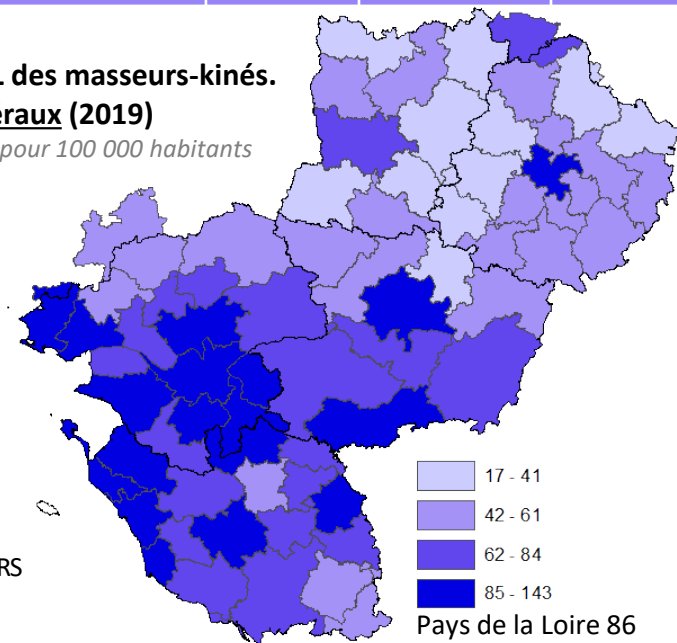 . des masseurs-kinés.
eraux (2019)
pour 100 000 habitants
17 - 41
42 - 61
62 - 84
85 - 143
RS
Pays de la Loire 86